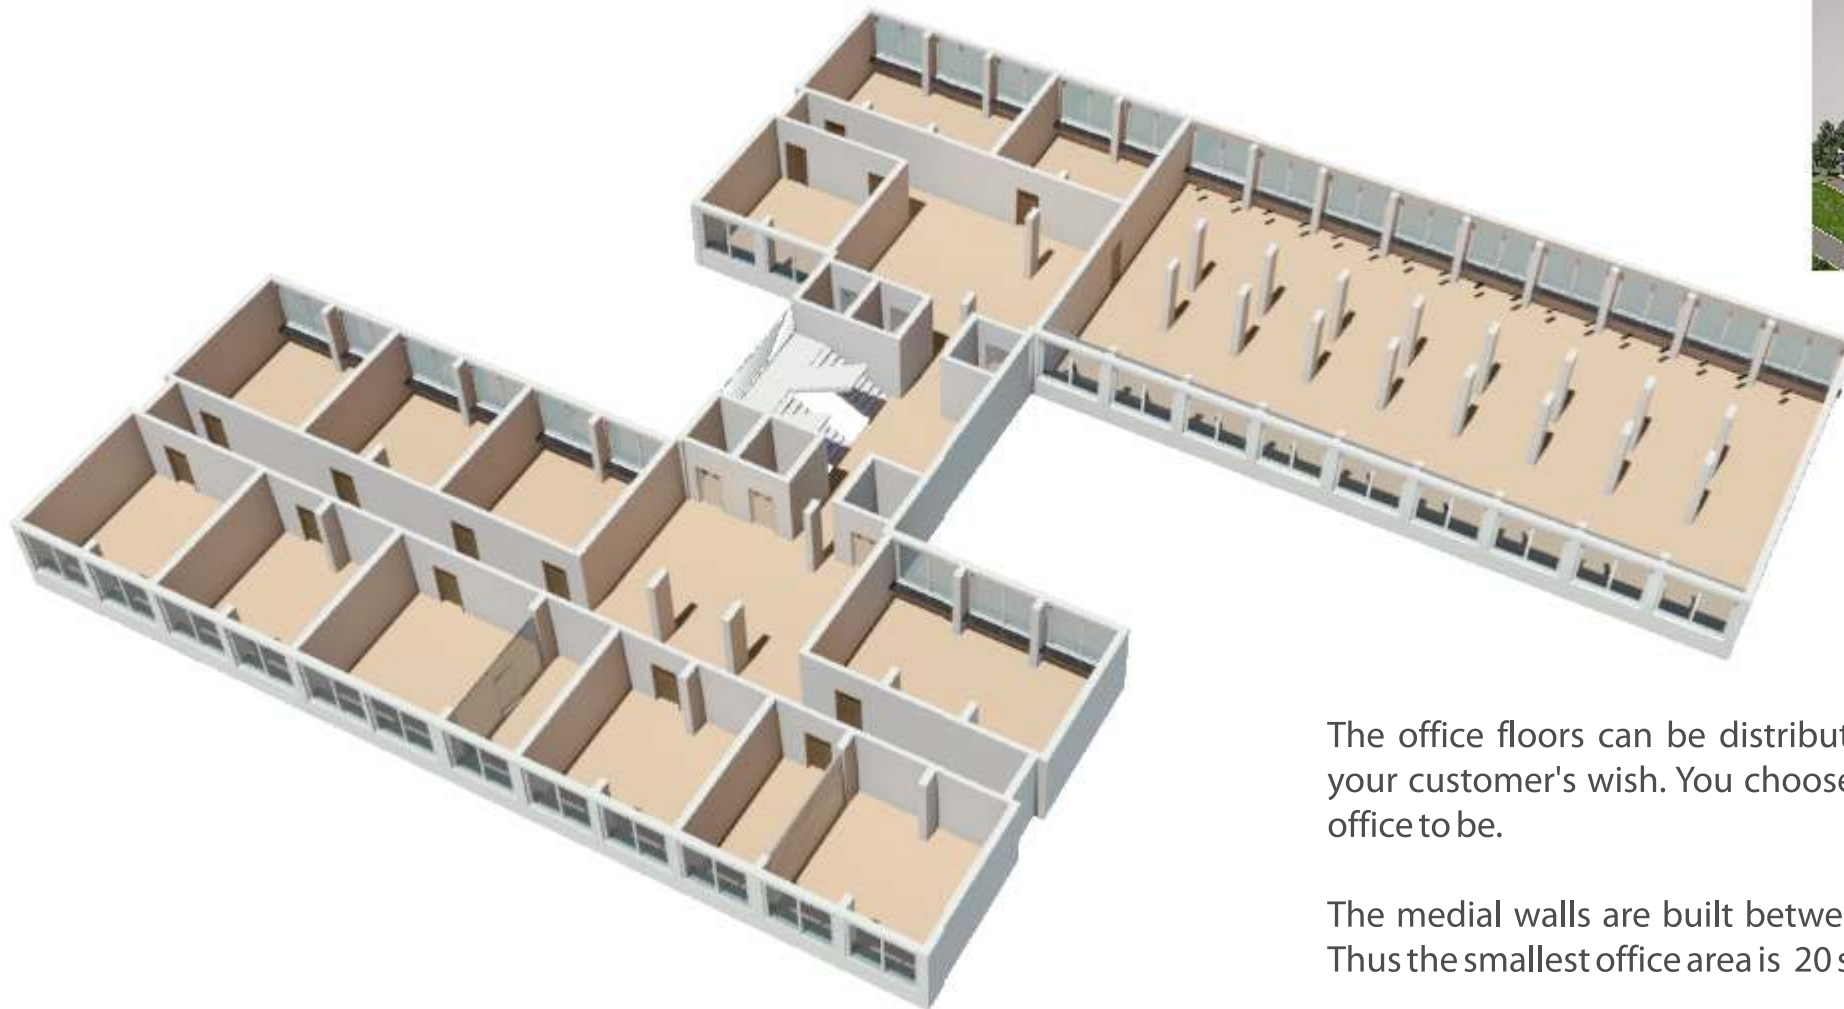 The office floors can be distribut
your customer's wish. You choose
office to be.
The medial walls are built betwe
Thus the smallest office area is 20 s